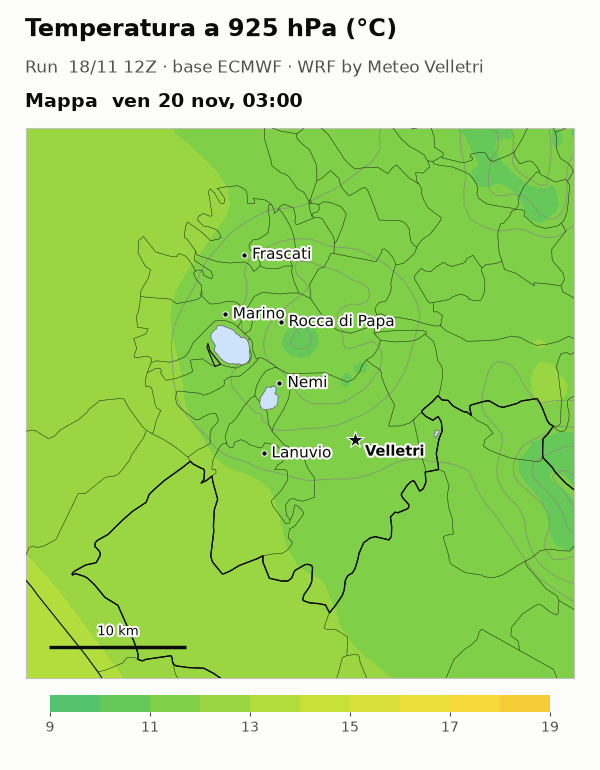 Temperatura a 925 hPa (°C)
Run 18/11 12Z · base ECMWF · WRF by Meteo Velletri
Mappa ven 20 nov, 03:00
Frascati
Marino
Rocca di Papa
Nemi
Velletri
Lanuvio
10 km
9 11 13 15 17 19